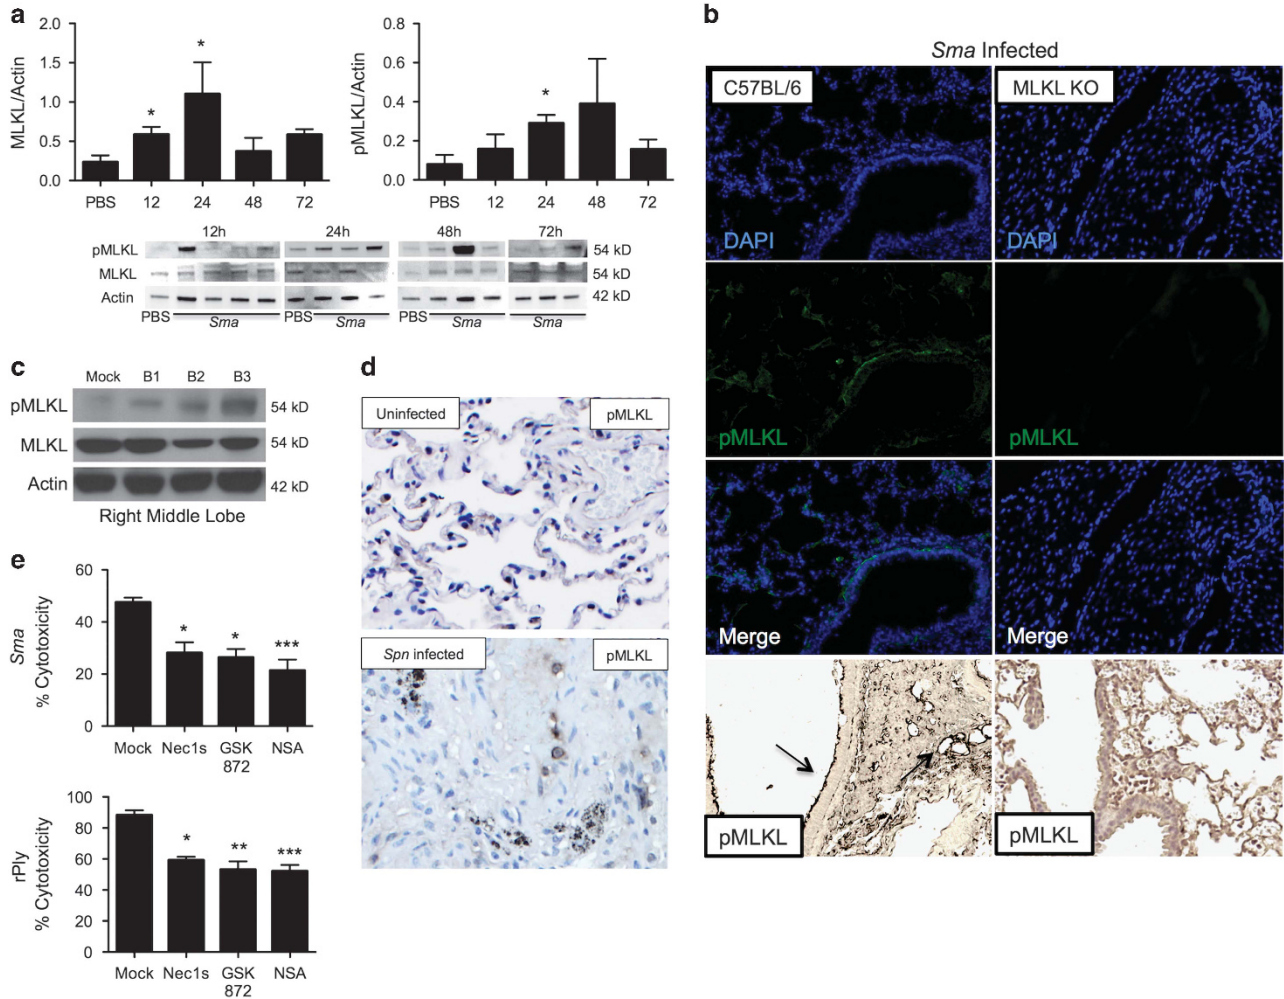 a
2.0
1.5
1.0
0.5
0.0
MLKL/Actin
*
*
PBS 12 24 48 72
0.8
0.6
0.4
0.2
0.0
pMLKL/Actin
*
PBS 12 24 48 72
12h 24h 48h 72h
pMLKL 54 kD
MLKL 54 kD
Actin 42 kD
PBS Sma PBS Sma PBS Sma Sma
b
Sma Infected
C57BL/6 MLKL KO
DAPI DAPI
pMLKL pMLKL
Merge Merge
pMLKL pMLKL
c
Mock B1 B2 B3
pMLKL 54 kD
MLKL 54 kD
Actin 42 kD
Right Middle Lobe
d
Uninfected pMLKL
Spn infected pMLKL
e
60
40
20
0
Sma
% Cytotoxicity
* * ***
Mock Nec1s GSK NSA
872
100
80
60
40
20
0
rPly
% Cytotoxicity
* ** ***
Mock Nec1s GSK NSA
872